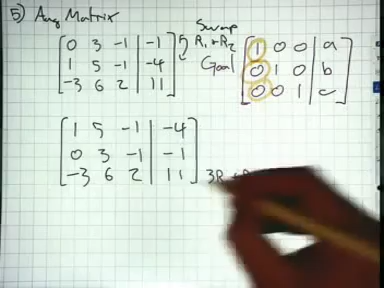 5) Aug Matrix
Swap
R1 + R2
0 3 -1 | -1
1 5 -1 | -4
-3 6 2 | 11
Goal
1 0 0 | a
0 1 0 | b
0 0 1 | c
1 5 -1 | -4
0 3 -1 | -1
-3 6 2 | 11
3R +